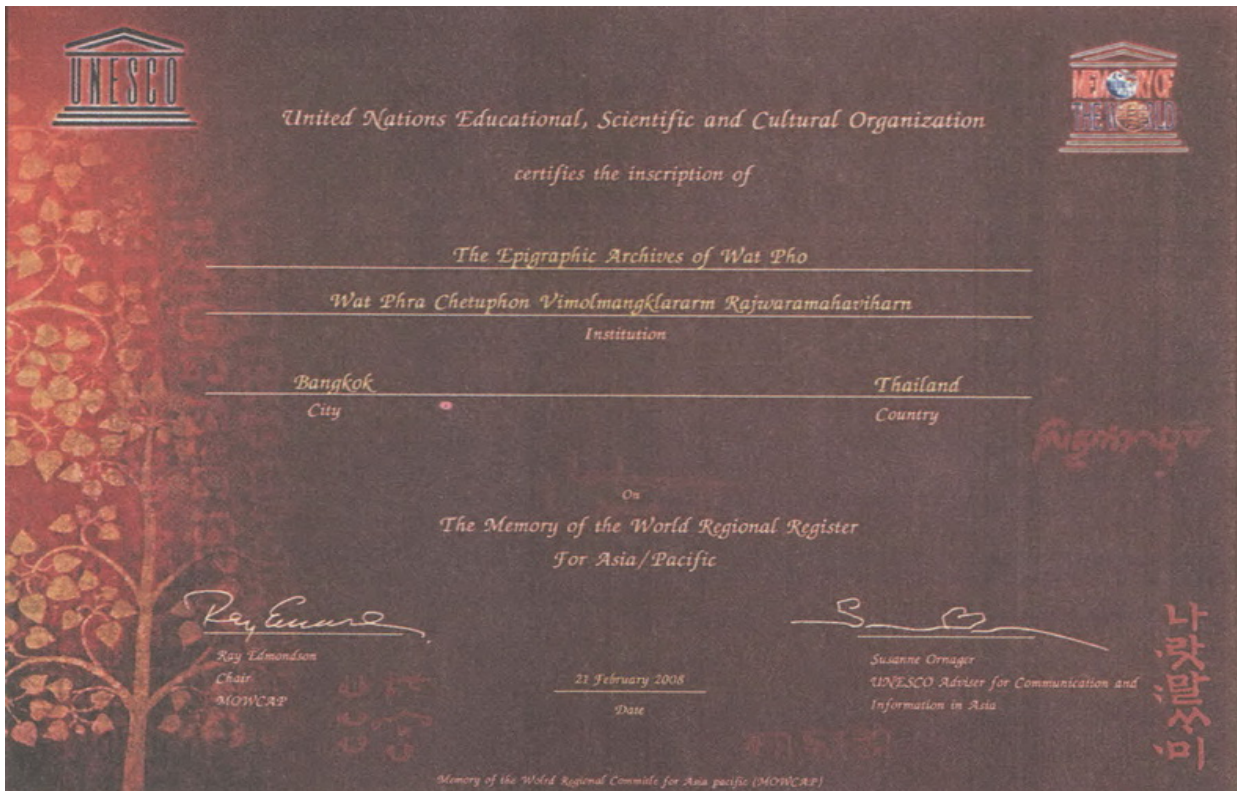 UNESCO
MEMORY OF
THE WORLD
United Nations Educational, Scientific and Cultural Organization
certifies the inscription of
The Epigraphic Archives of Wat Pho
Wat Phra Chetuphon Vimolmangklararm Rajwaramahaviharn
Institution
Bangkok Thailand
City Country
On
The Memory of the World Regional Register
For Asia/Pacific
Ray Edmondson
Chair
MOWCAP
21 February 2008
Date
Susanne Ornager
UNESCO Adviser for Communication and
Information in Asia
나랏말ᄊᆞ미
Memory of the Wolrd Regional Committe for Asia pacific (MOWCAP)